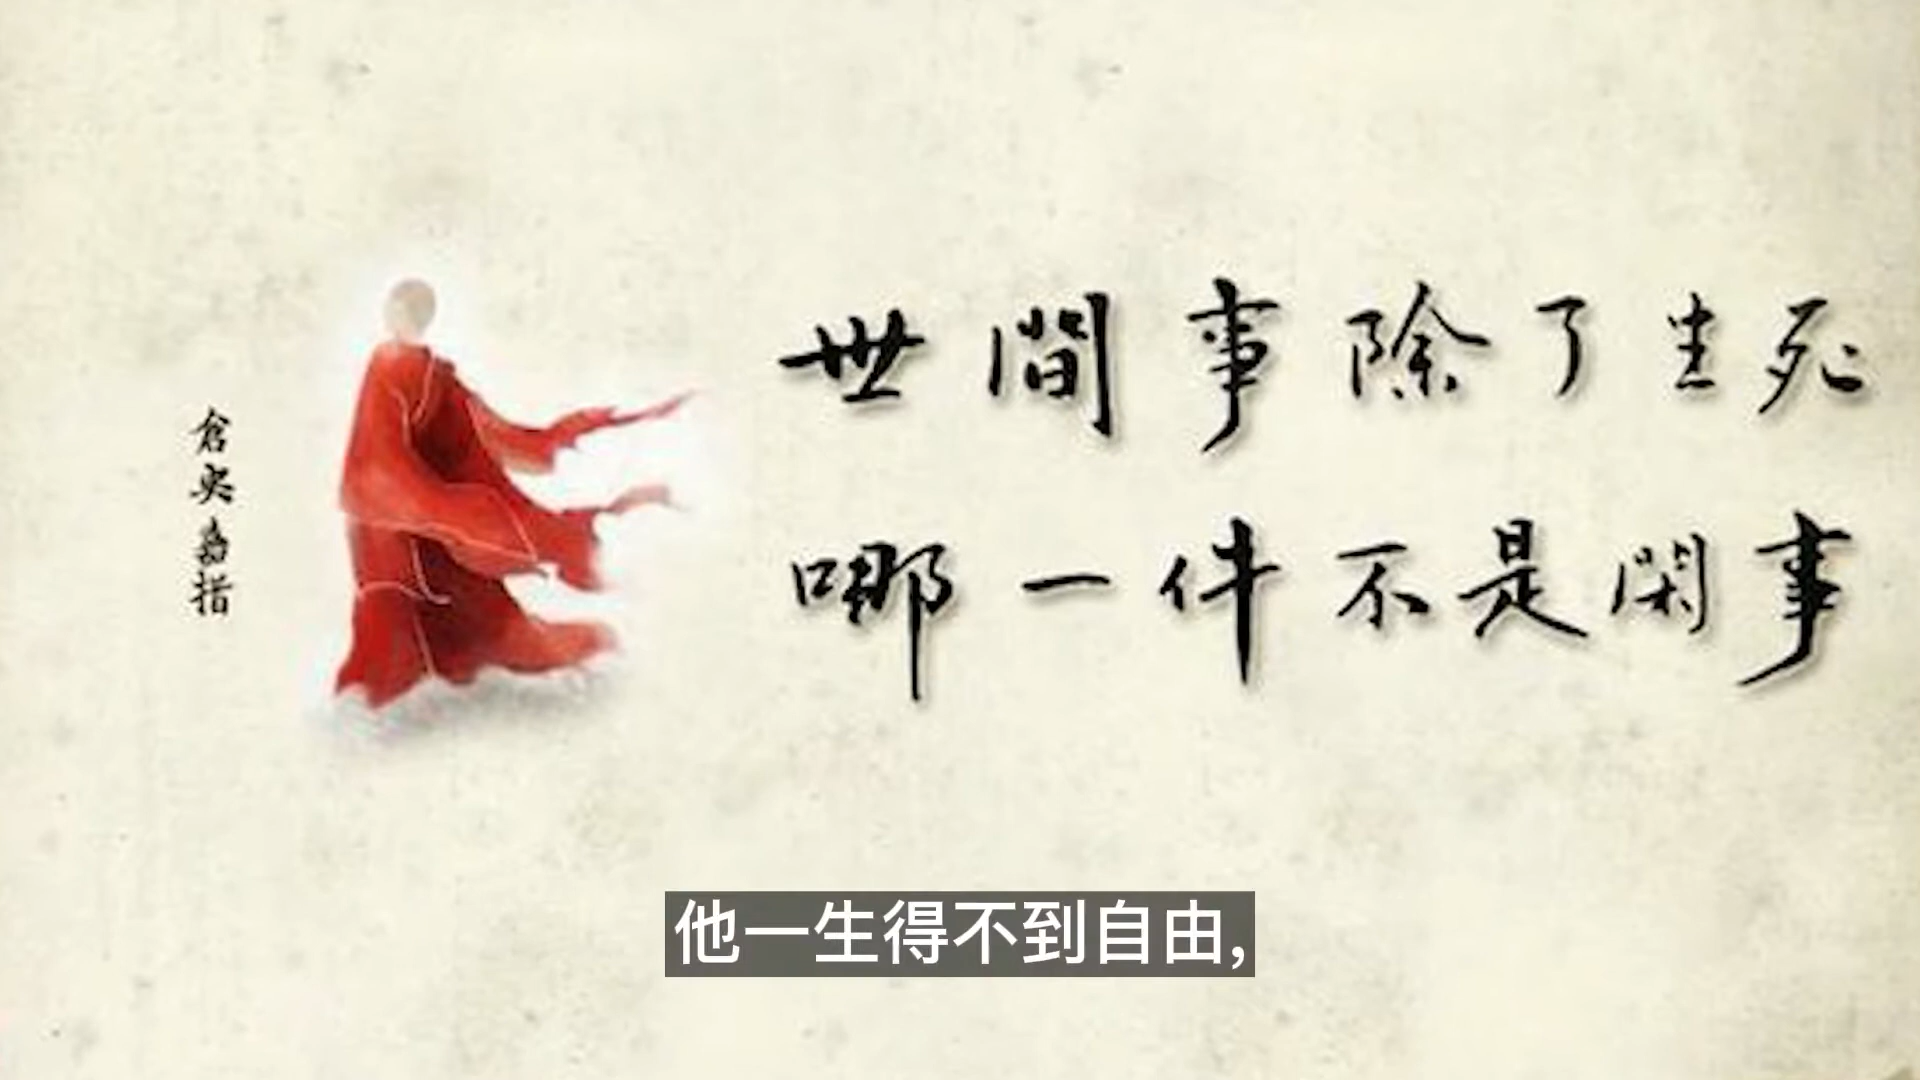 世間事除了生死
哪一件不是閑事
倉央嘉措
他一生得不到自由,